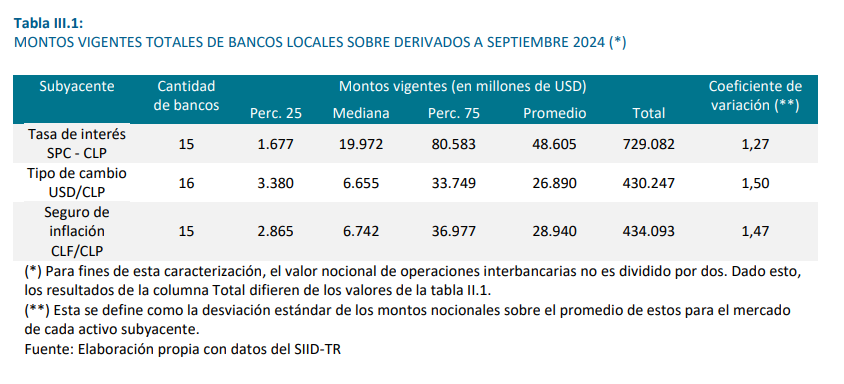 Tabla III.1:
MONTOS VIGENTES TOTALES DE BANCOS LOCALES SOBRE DERIVADOS A SEPTIEMBRE 2024 (*)
Subyacente Cantidad de bancos Montos vigentes (en millones de USD) Coeficiente de variación (**)
Perc. 25 Mediana Perc. 75 Promedio Total
Tasa de interés SPC - CLP 15 1.677 19.972 80.583 48.605 729.082 1,27
Tipo de cambio USD/CLP 16 3.380 6.655 33.749 26.890 430.247 1,50
Seguro de inflación CLF/CLP 15 2.865 6.742 36.977 28.940 434.093 1,47
(*) Para fines de esta caracterización, el valor nocional de operaciones interbancarias no es dividido por dos. Dado esto,
los resultados de la columna Total difieren de los valores de la tabla II.1.
(**) Esta se define como la desviación estándar de los montos nocionales sobre el promedio de estos para el mercado
de cada activo subyacente.
Fuente: Elaboración propia con datos del SIID-TR